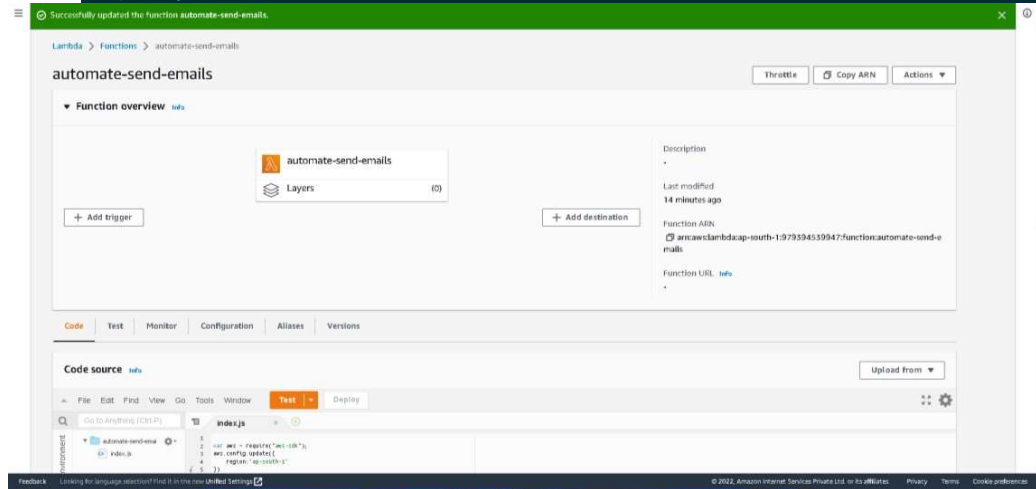 Successfully updated the function automate-send-emails.
Lambda > Functions > automate-send-emails
automate-send-emails
Throttle
Copy ARN
Actions
Function overview Info
automate-send-emails
Layers (0)
+ Add trigger
+ Add destination
Description
-
Last modified
14 minutes ago
Function ARN
arn:aws:lambda:ap-south-1:979394539947:function:automate-send-e
mails
Function URL Info
-
Code Test Monitor Configuration Aliases Versions
Code source Info
Upload from
File Edit Find View Go Tools Window Test Deploy
Go to Anything (Ctrl-P)
index.js
automate-send-emai
index.js
1
2 var aws = require("aws-sdk");
3 aws.config.update({
4 region: 'ap-south-1'
5 })
Feedback Looking for language selection? Find it in the new Unified Settings
© 2022, Amazon Internet Services Private Ltd. or its affiliates. Privacy Terms Cookie preferences